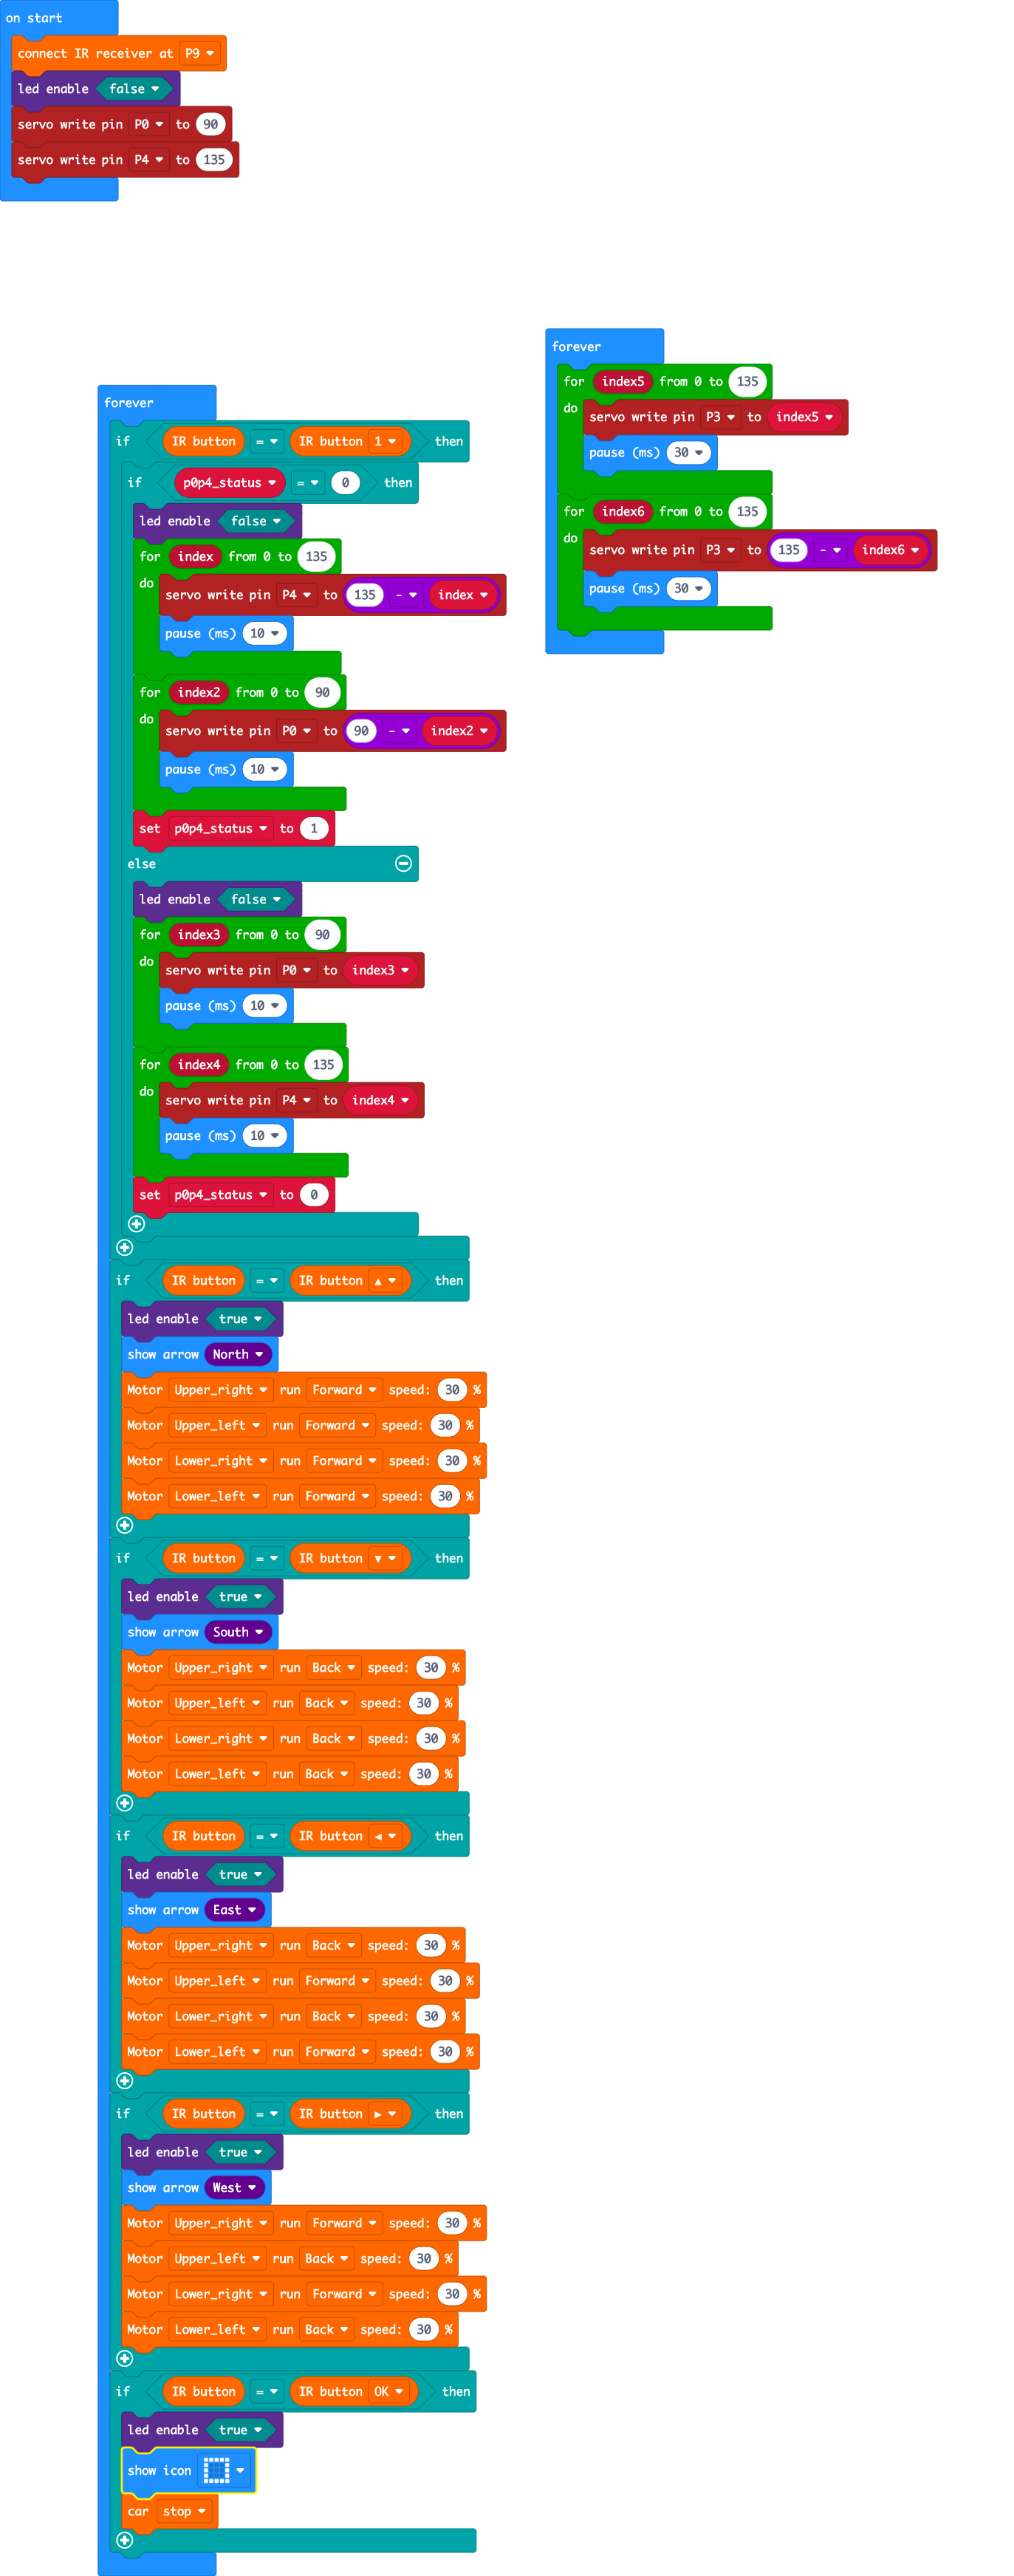 on start
connect IR receiver at P9
led enable false
servo write pin P0 to 90
servo write pin P4 to 135
forever
if IR button = IR button 1 then
if p0p4_status = 0 then
led enable false
for index from 0 to 135
do servo write pin P4 to 135 - index
pause (ms) 10
for index2 from 0 to 90
do servo write pin P0 to 90 - index2
pause (ms) 10
set p0p4_status to 1
else
led enable false
for index3 from 0 to 90
do servo write pin P0 to index3
pause (ms) 10
for index4 from 0 to 135
do servo write pin P4 to index4
pause (ms) 10
set p0p4_status to 0
if IR button = IR button ▲ then
led enable true
show arrow North
Motor Upper_right run Forward speed: 30 %
Motor Upper_left run Forward speed: 30 %
Motor Lower_right run Forward speed: 30 %
Motor Lower_left run Forward speed: 30 %
if IR button = IR button ▼ then
led enable true
show arrow South
Motor Upper_right run Back speed: 30 %
Motor Upper_left run Back speed: 30 %
Motor Lower_right run Back speed: 30 %
Motor Lower_left run Back speed: 30 %
if IR button = IR button ◀ then
led enable true
show arrow East
Motor Upper_right run Back speed: 30 %
Motor Upper_left run Forward speed: 30 %
Motor Lower_right run Back speed: 30 %
Motor Lower_left run Forward speed: 30 %
if IR button = IR button ▶ then
led enable true
show arrow West
Motor Upper_right run Forward speed: 30 %
Motor Upper_left run Back speed: 30 %
Motor Lower_right run Forward speed: 30 %
Motor Lower_left run Back speed: 30 %
if IR button = IR button OK then
led enable true
show icon
car stop
forever
for index5 from 0 to 135
do servo write pin P3 to index5
pause (ms) 30
for index6 from 0 to 135
do servo write pin P3 to 135 - index6
pause (ms) 30